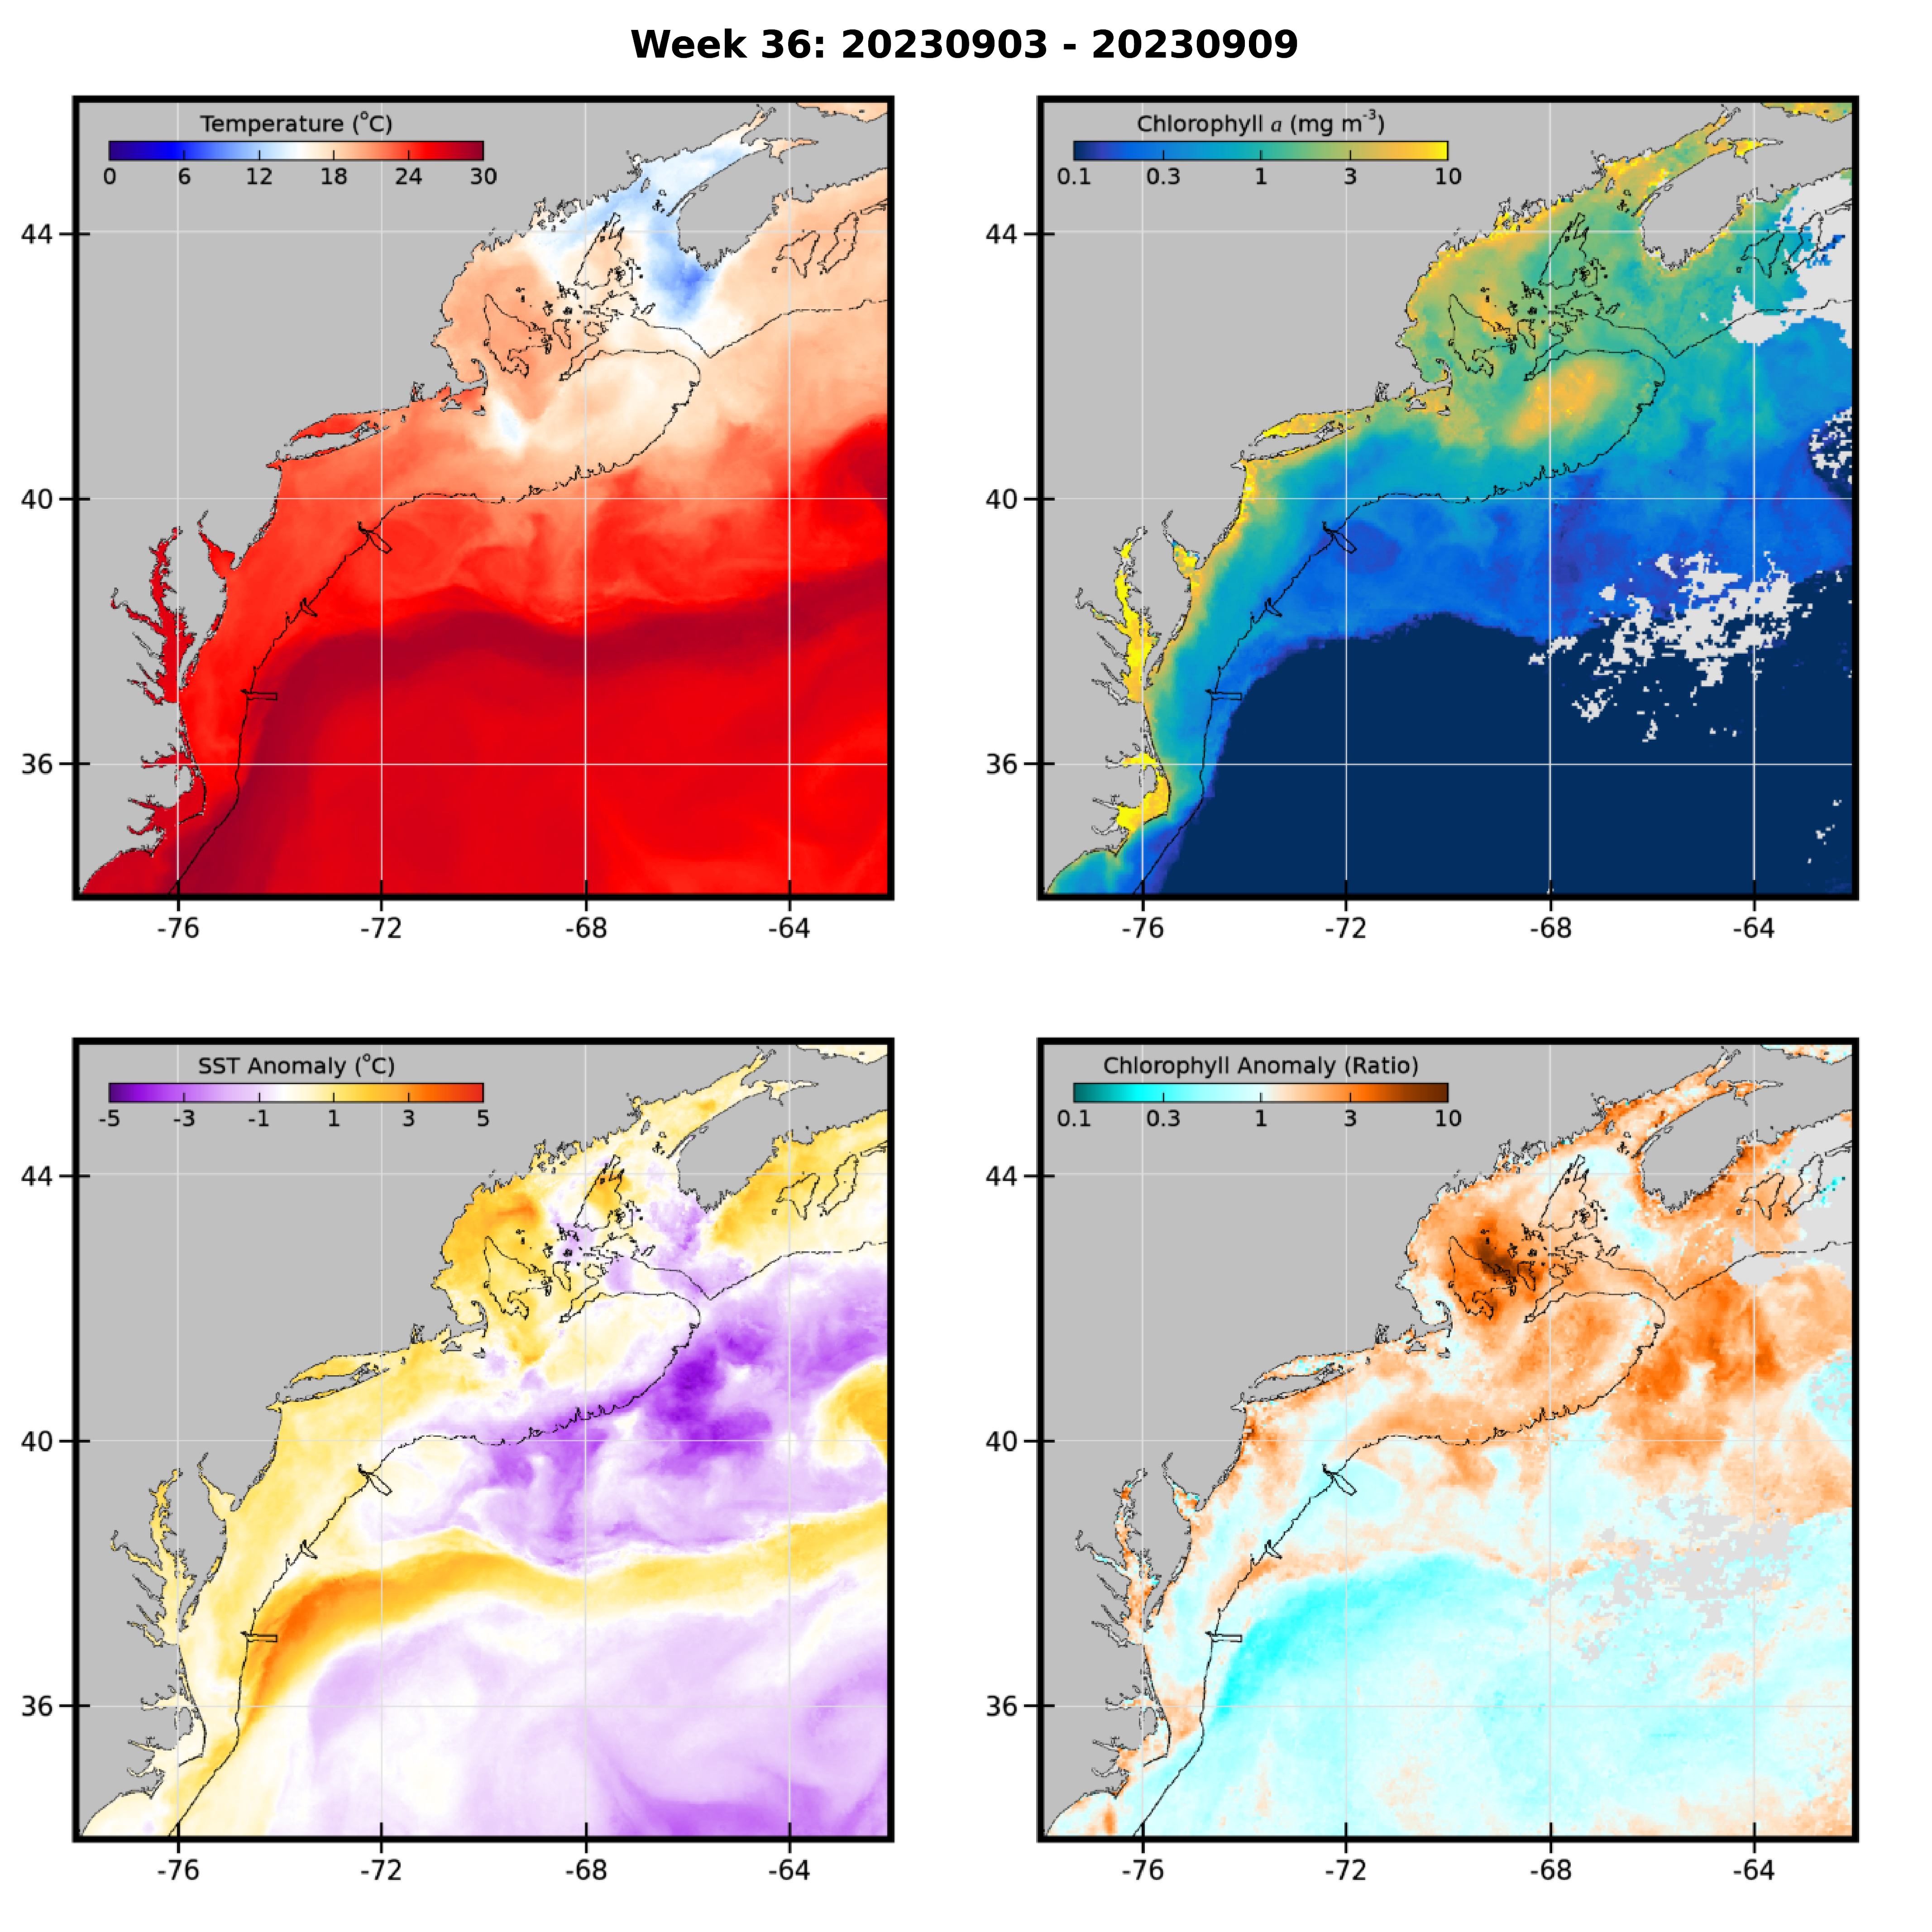 Week 36: 20230903 - 20230909
Temperature (°C)
0 6 12 18 24 30
44
40
36
-76 -72 -68 -64
Chlorophyll a (mg m⁻³)
0.1 0.3 1 3 10
44
40
36
-76 -72 -68 -64
SST Anomaly (°C)
-5 -3 -1 1 3 5
44
40
36
-76 -72 -68 -64
Chlorophyll Anomaly (Ratio)
0.1 0.3 1 3 10
44
40
36
-76 -72 -68 -64